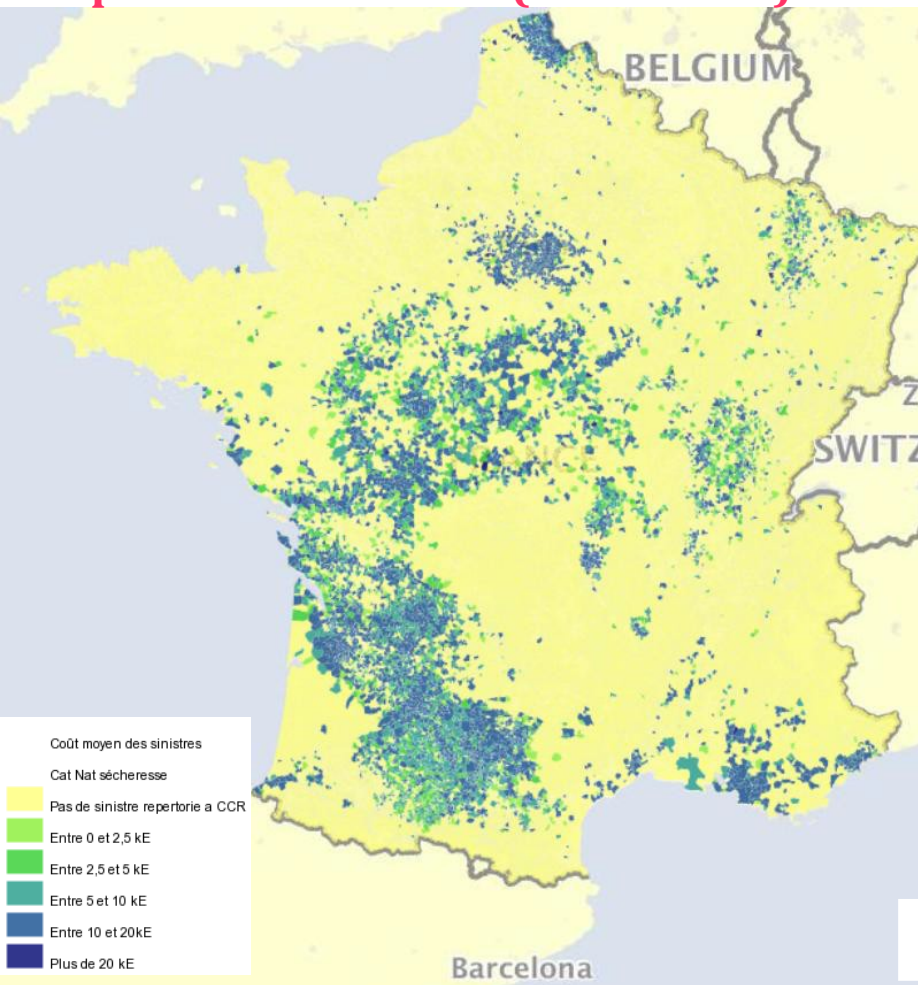 BELGIUM
Z
SWITZ
FRANCE
Coût moyen des sinistres
Cat Nat sécheresse
Pas de sinistre repertorie a CCR
Entre 0 et 2,5 kE
Entre 2,5 et 5 kE
Entre 5 et 10 kE
Entre 10 et 20kE
Plus de 20 kE
Barcelona